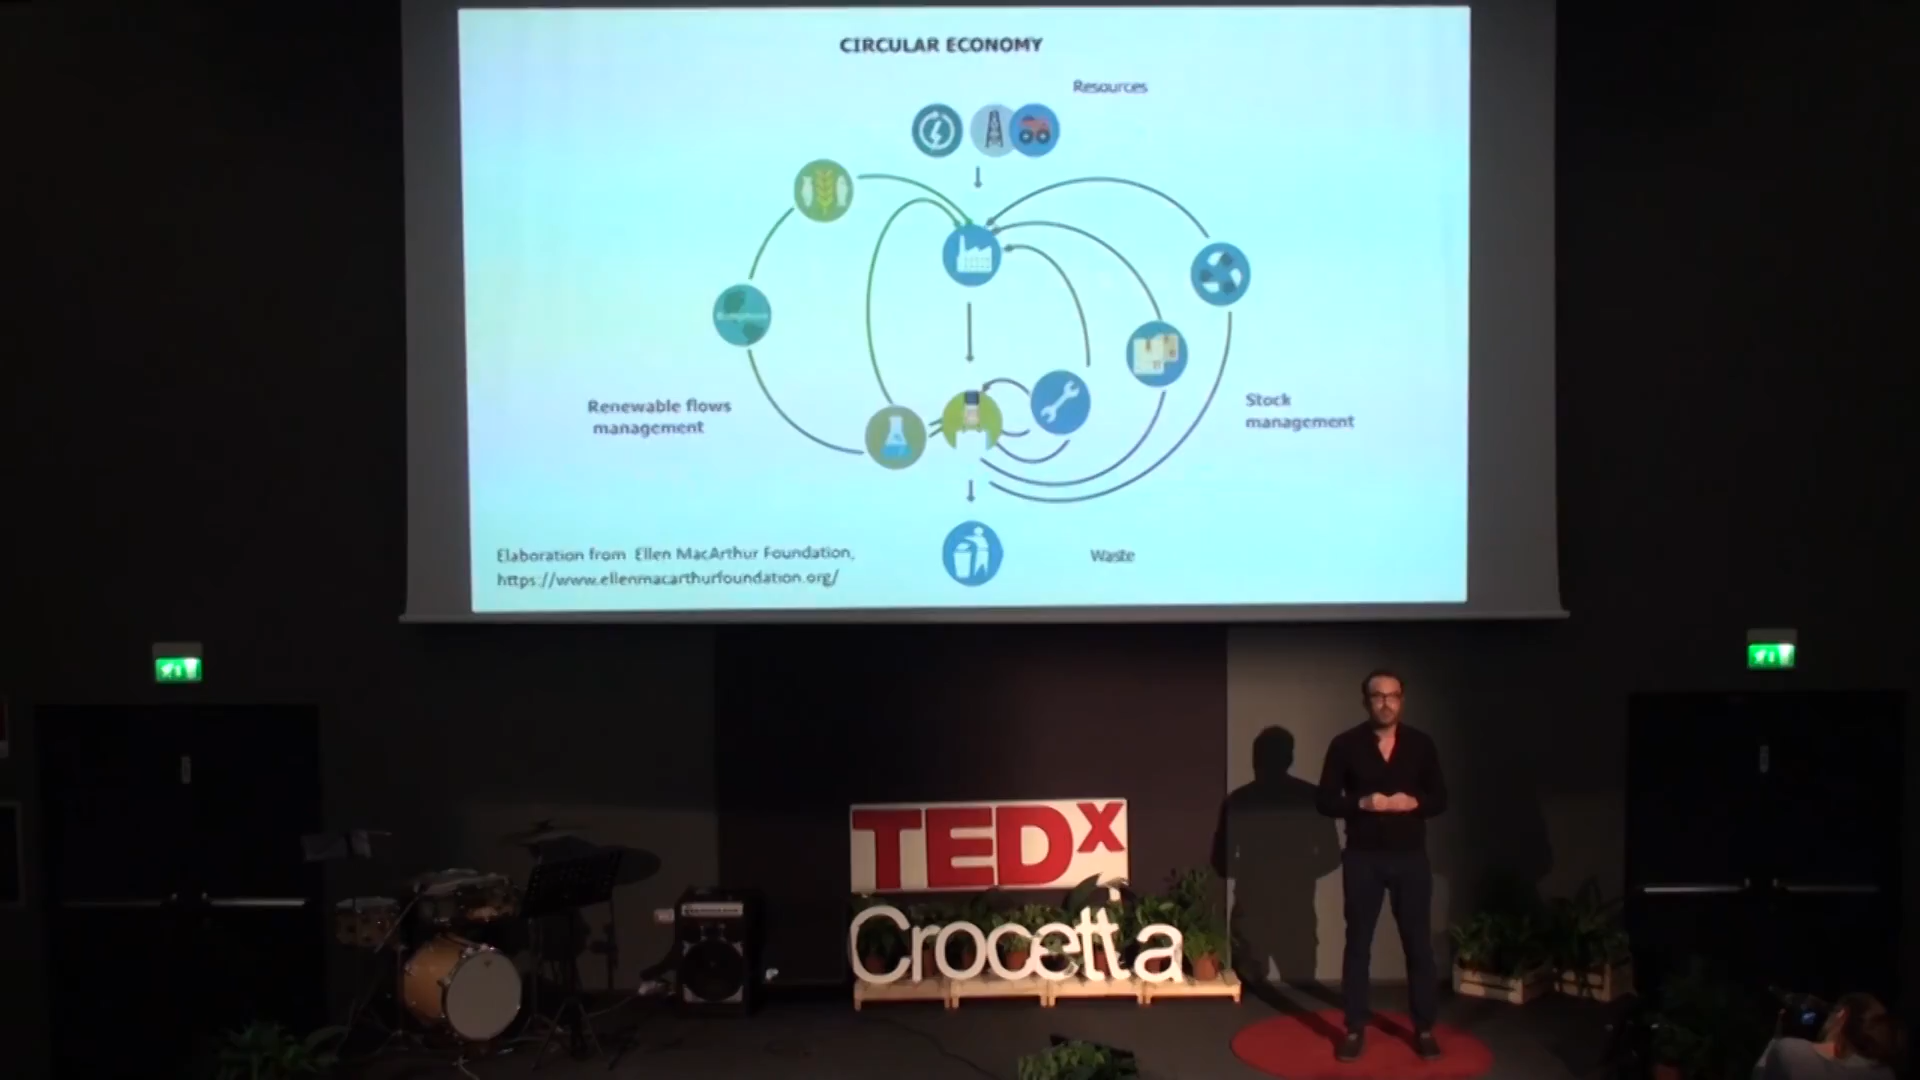 CIRCULAR ECONOMY
Resources
Renewable flows
management
Stock
management
Elaboration from Ellen MacArthur Foundation,
https://www.ellenmacarthurfoundation.org/
Waste
TEDx
Crocetta